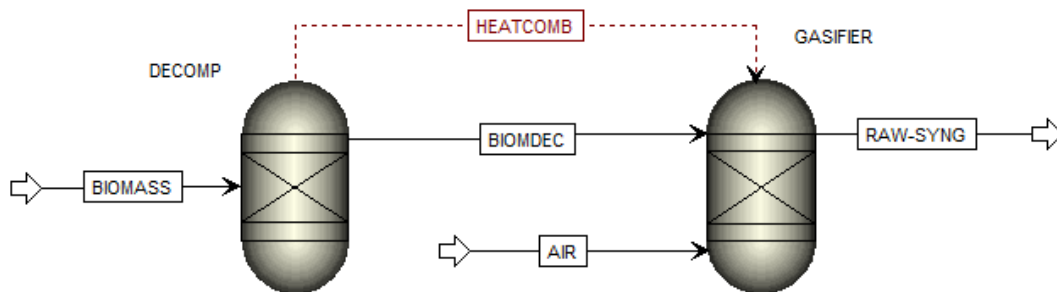 HEATCOMB
GASIFIER
DECOMP
BIOMDEC
RAW-SYNG
BIOMASS
AIR